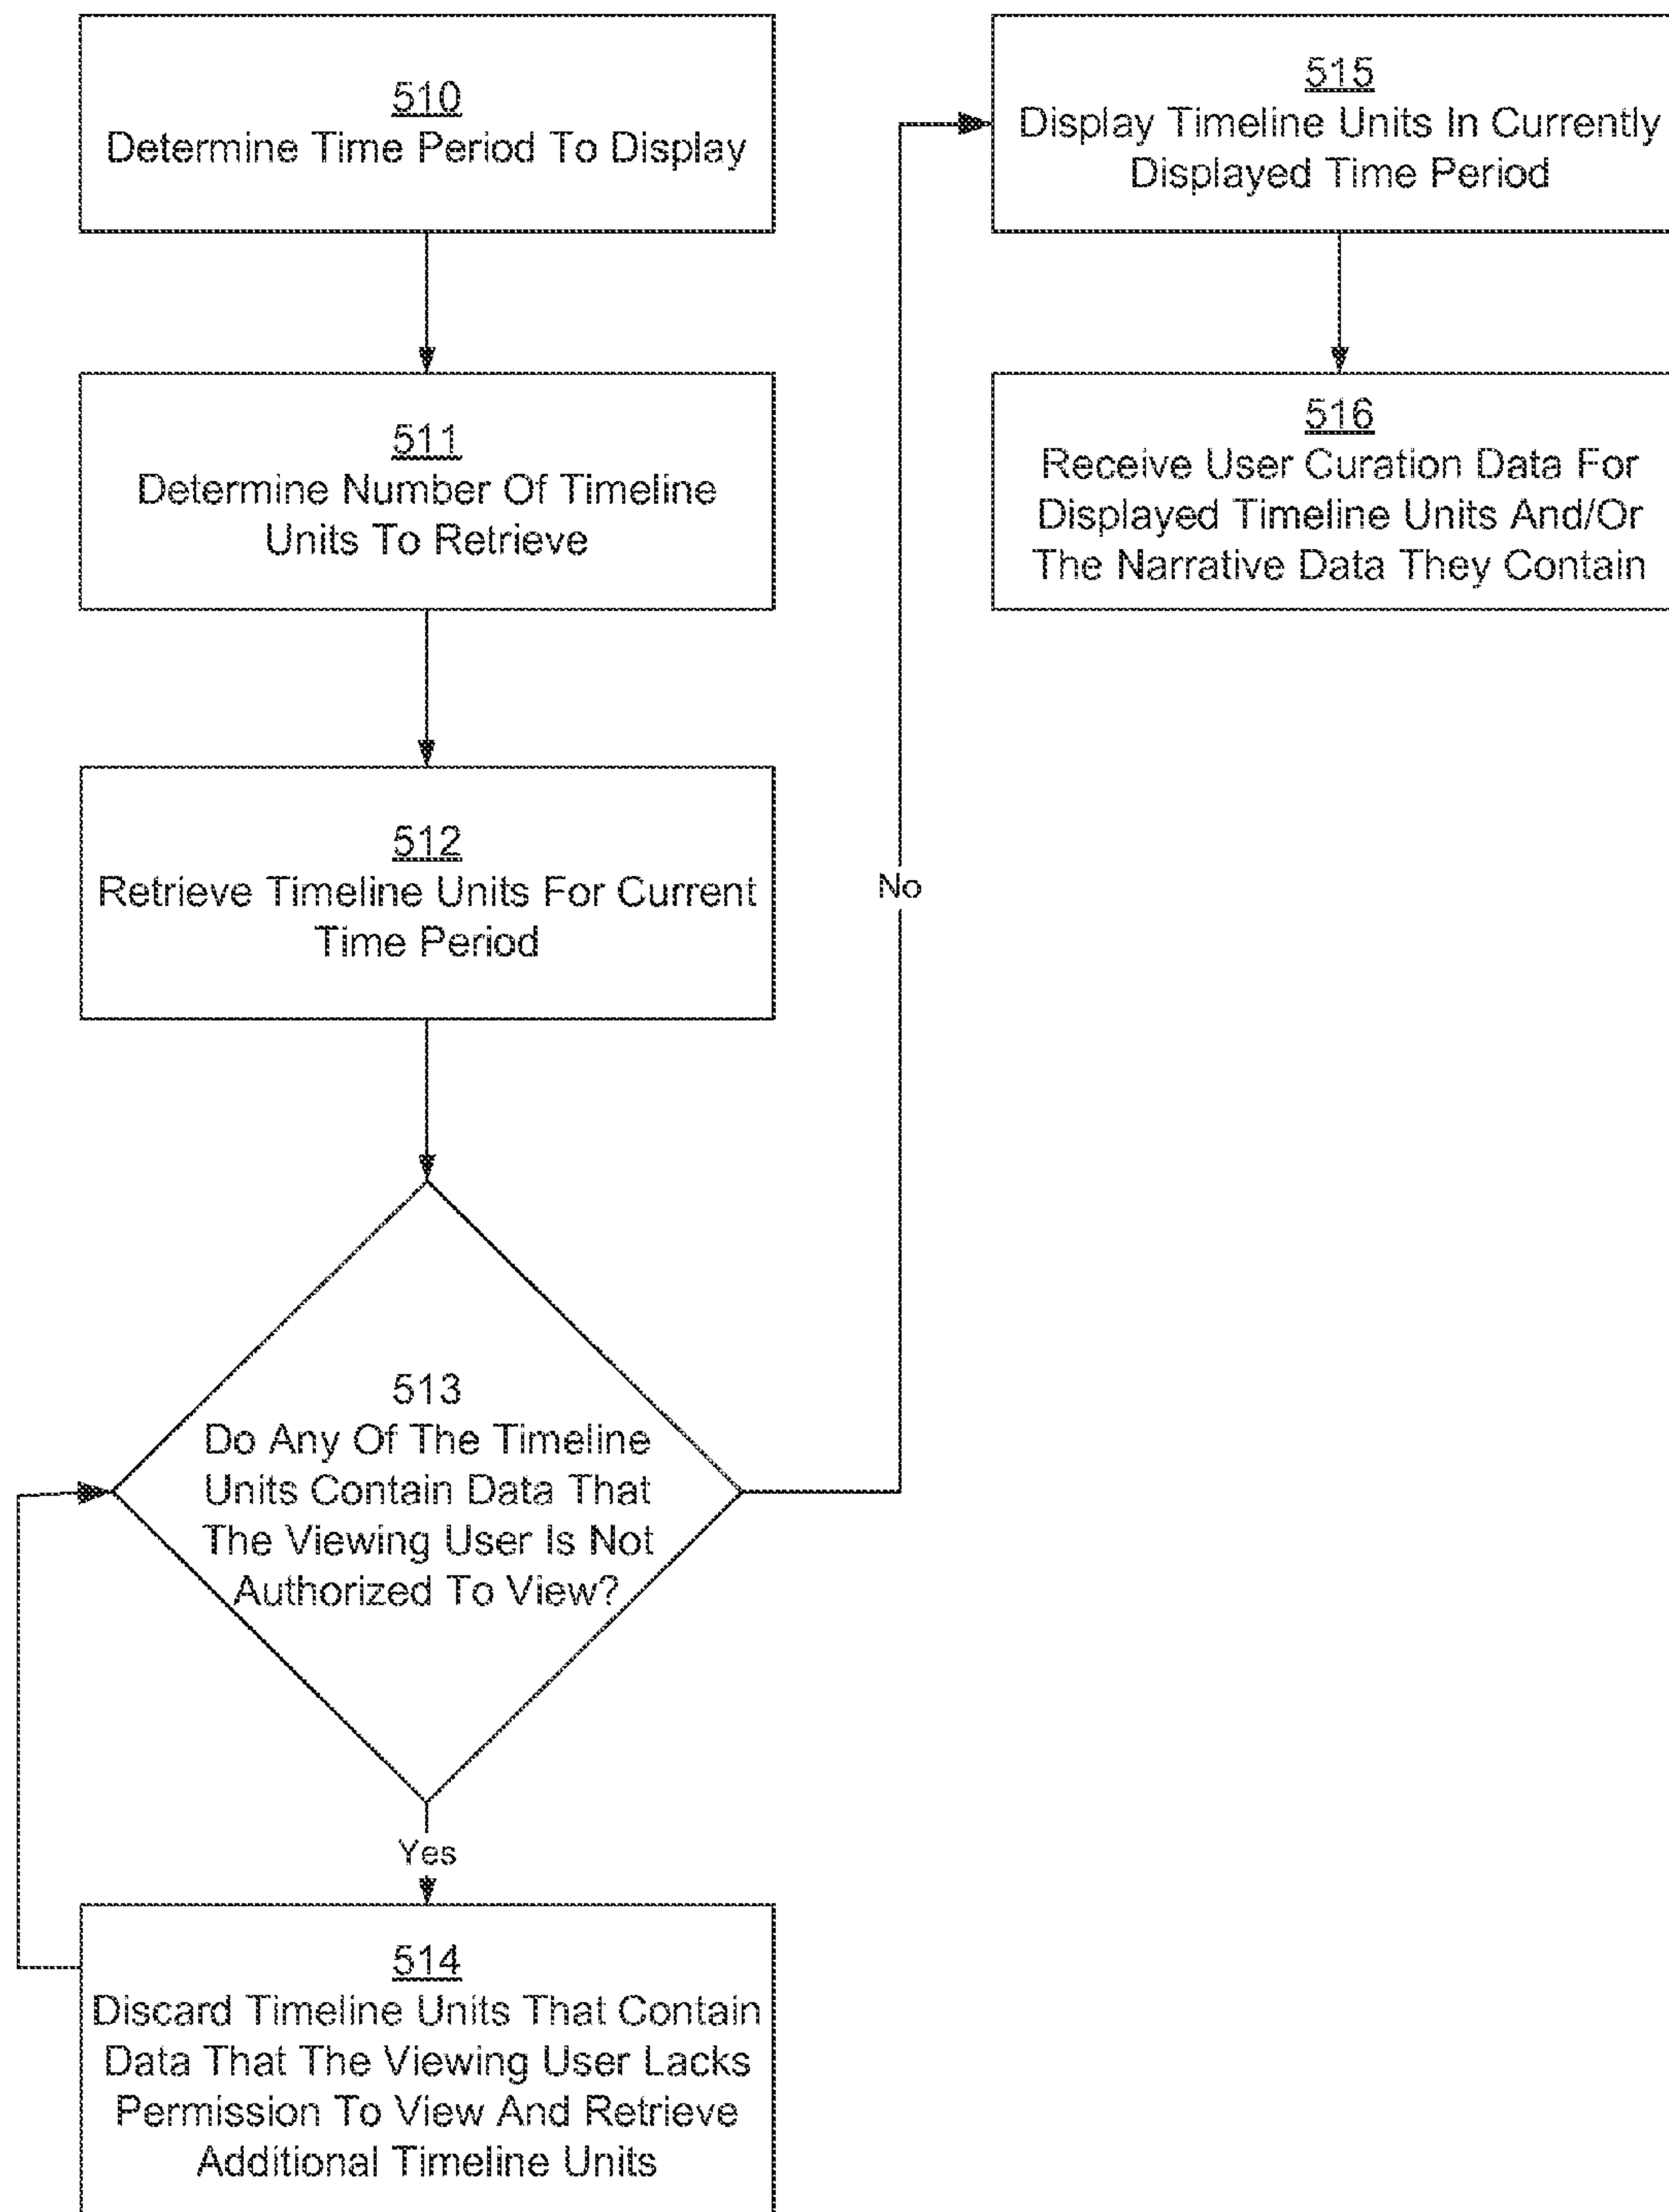 510
Determine Time Period To Display
511
Determine Number Of Timeline
Units To Retrieve
512
Retrieve Timeline Units For Current
Time Period
513
Do Any Of The Timeline
Units Contain Data That
The Viewing User Is Not
Authorized To View?
Yes
514
Discard Timeline Units That Contain
Data That The Viewing User Lacks
Permission To View And Retrieve
Additional Timeline Units
No
515
Display Timeline Units In Currently
Displayed Time Period
516
Receive User Curation Data For
Displayed Timeline Units And/Or
The Narrative Data They Contain